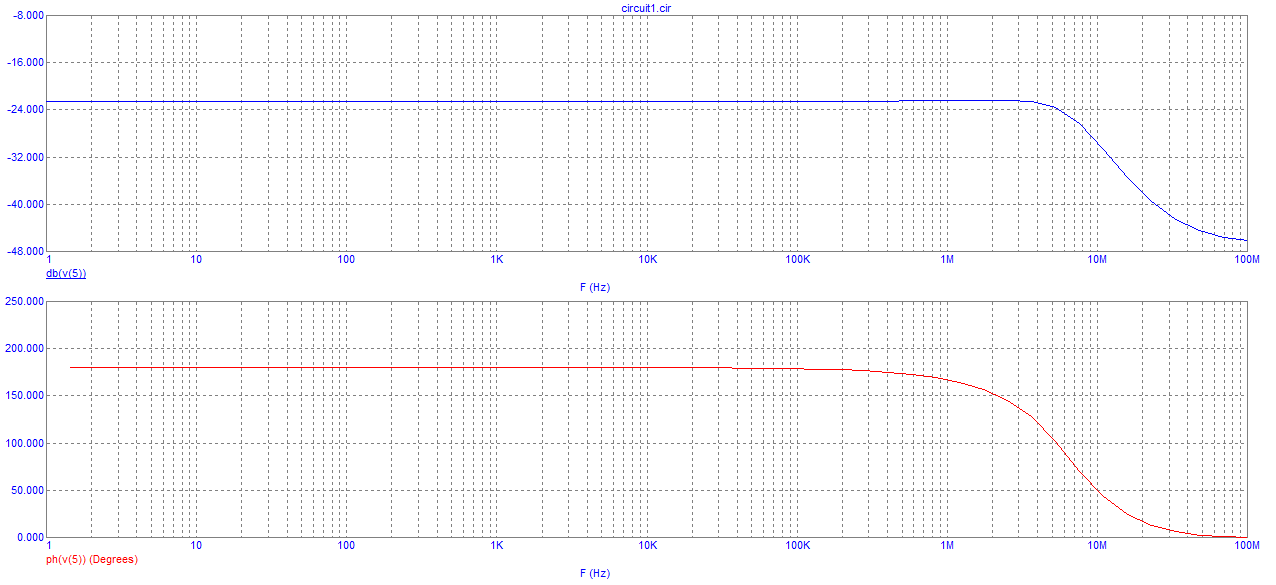 circuit1.cir
-8.000
-16.000
-24.000
-32.000
-40.000
-48.000
1 10 100 1K 10K 100K 1M 10M 100M
db(v(5))
F (Hz)
250.000
200.000
150.000
100.000
50.000
0.000
1 10 100 1K 10K 100K 1M 10M 100M
ph(v(5)) (Degrees)
F (Hz)